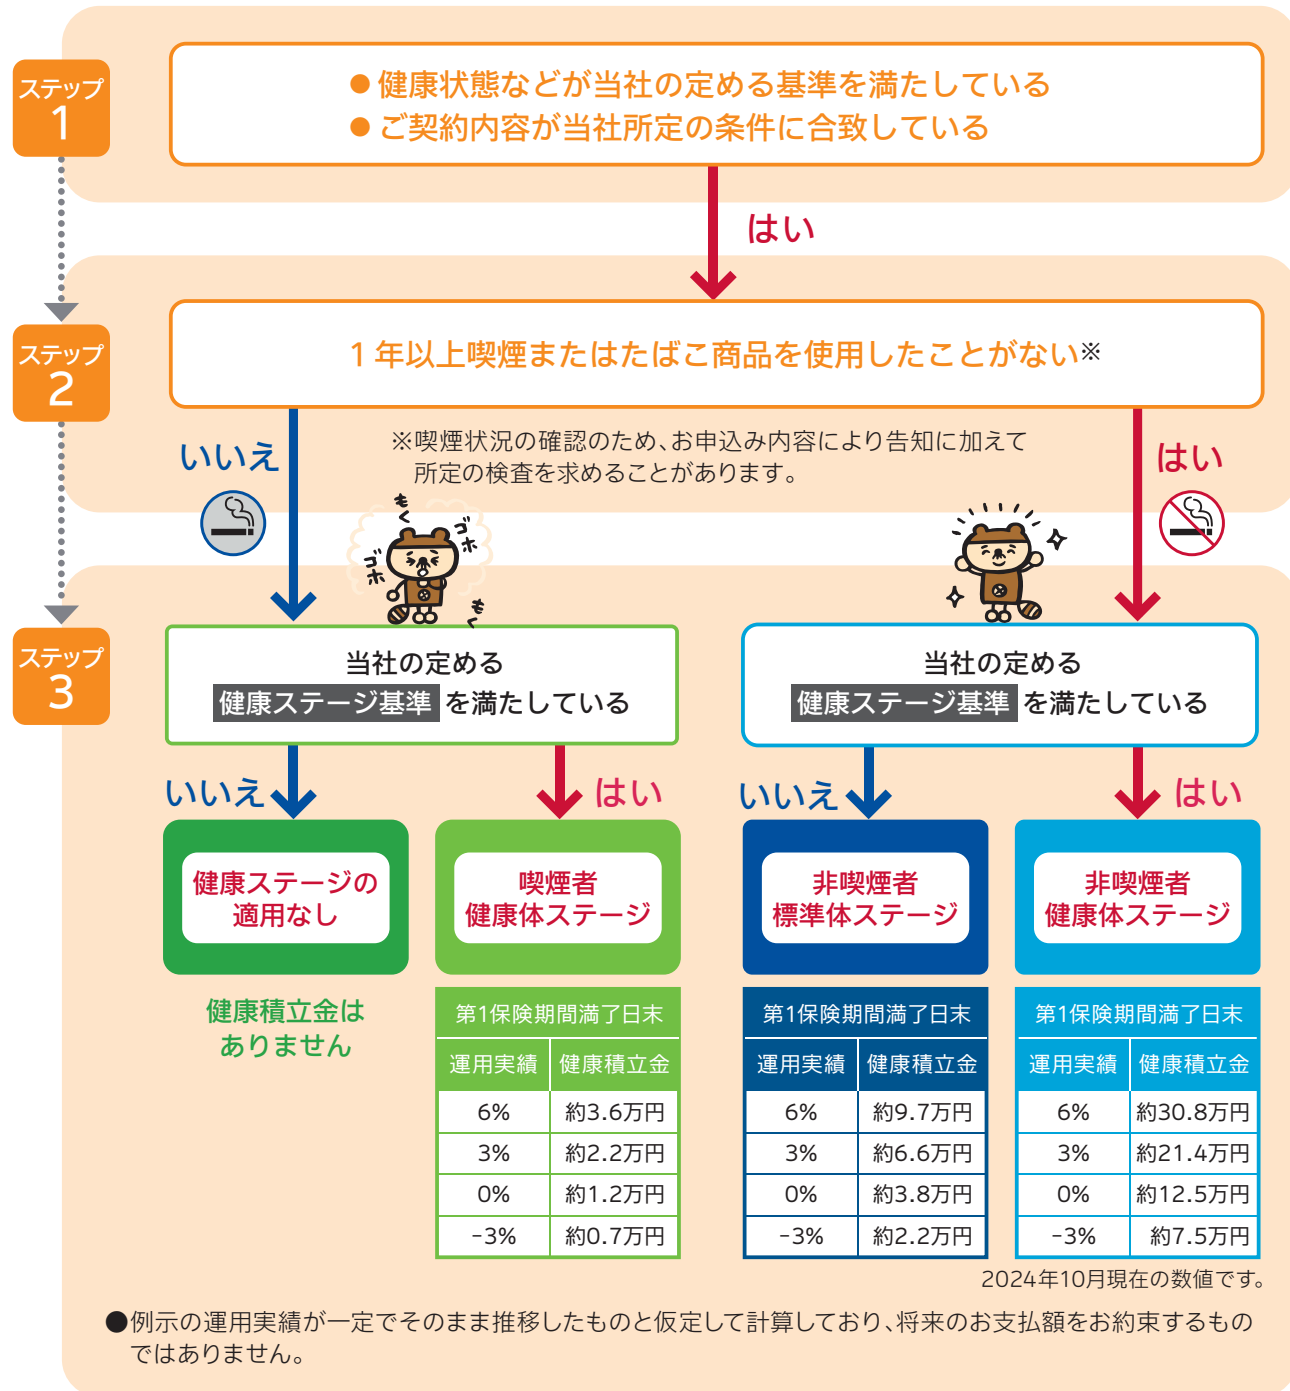 ステップ
1
●健康状態などが当社の定める基準を満たしている
●ご契約内容が当社所定の条件に合致している
はい
ステップ
2
1年以上喫煙またはたばこ商品を使用したことがない※
※喫煙状況の確認のため、お申込み内容により告知に加えて
所定の検査を求めることがあります。
いいえ
はい
もく
ゴホ
ゴホ
もく
ステップ
3
当社の定める
健康ステージ基準 を満たしている
当社の定める
健康ステージ基準 を満たしている
いいえ
はい
いいえ
はい
健康ステージの
適用なし
健康積立金は
ありません
喫煙者
健康体ステージ
第1保険期間満了日末
運用実績 健康積立金
6% 約3.6万円
3% 約2.2万円
0% 約1.2万円
-3% 約0.7万円
非喫煙者
標準体ステージ
第1保険期間満了日末
運用実績 健康積立金
6% 約9.7万円
3% 約6.6万円
0% 約3.8万円
-3% 約2.2万円
非喫煙者
健康体ステージ
第1保険期間満了日末
運用実績 健康積立金
6% 約30.8万円
3% 約21.4万円
0% 約12.5万円
-3% 約7.5万円
2024年10月現在の数値です。
●例示の運用実績が一定でそのまま推移したものと仮定して計算しており、将来のお支払額をお約束するもの
ではありません。